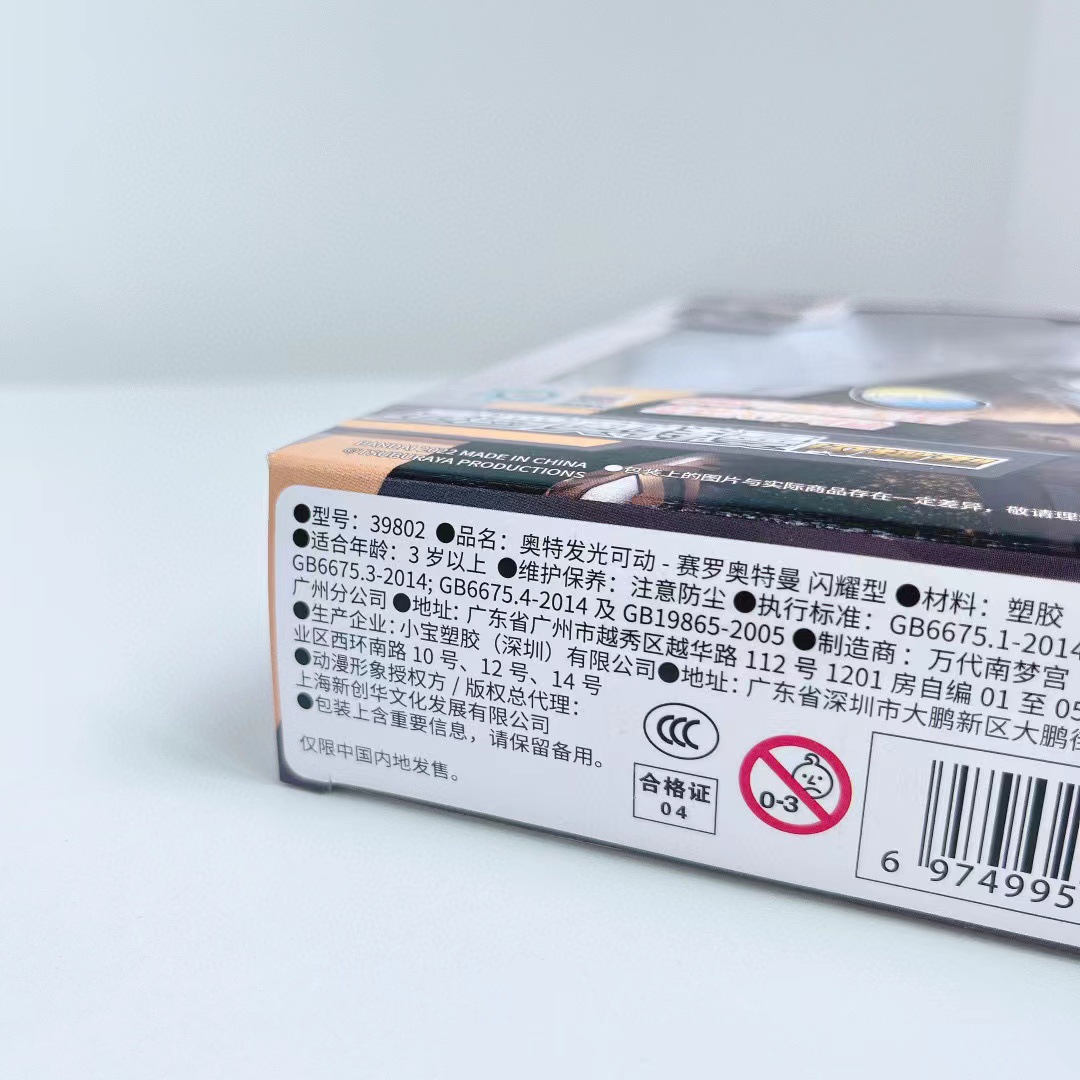 BANDAI 2022 MADE IN CHINA
©TSUBURAYA PRODUCTIONS
●包装上的图片与实际商品存在一定差异，敬请理
●型号：39802 ●品名：奥特发光可动 - 赛罗奥特曼 闪耀型 ●材料：塑胶
●适合年龄：3 岁以上 ●维护保养：注意防尘 ●执行标准：GB6675.1-2014
GB6675.3-2014; GB6675.4-2014 及 GB19865-2005 ●制造商：万代南梦宫
广州分公司 ●地址: 广东省广州市越秀区越华路 112 号 1201 房自编 01 至 05
●生产企业:小宝塑胶（深圳）有限公司●地址: 广东省深圳市大鹏新区大鹏
业区西环南路 10 号、12 号、14 号
●动漫形象授权方 / 版权总代理：
上海新创华文化发展有限公司
●包装上含重要信息，请保留备用。
仅限中国内地发售。
CCC
合格证
04
0-3
6 974995